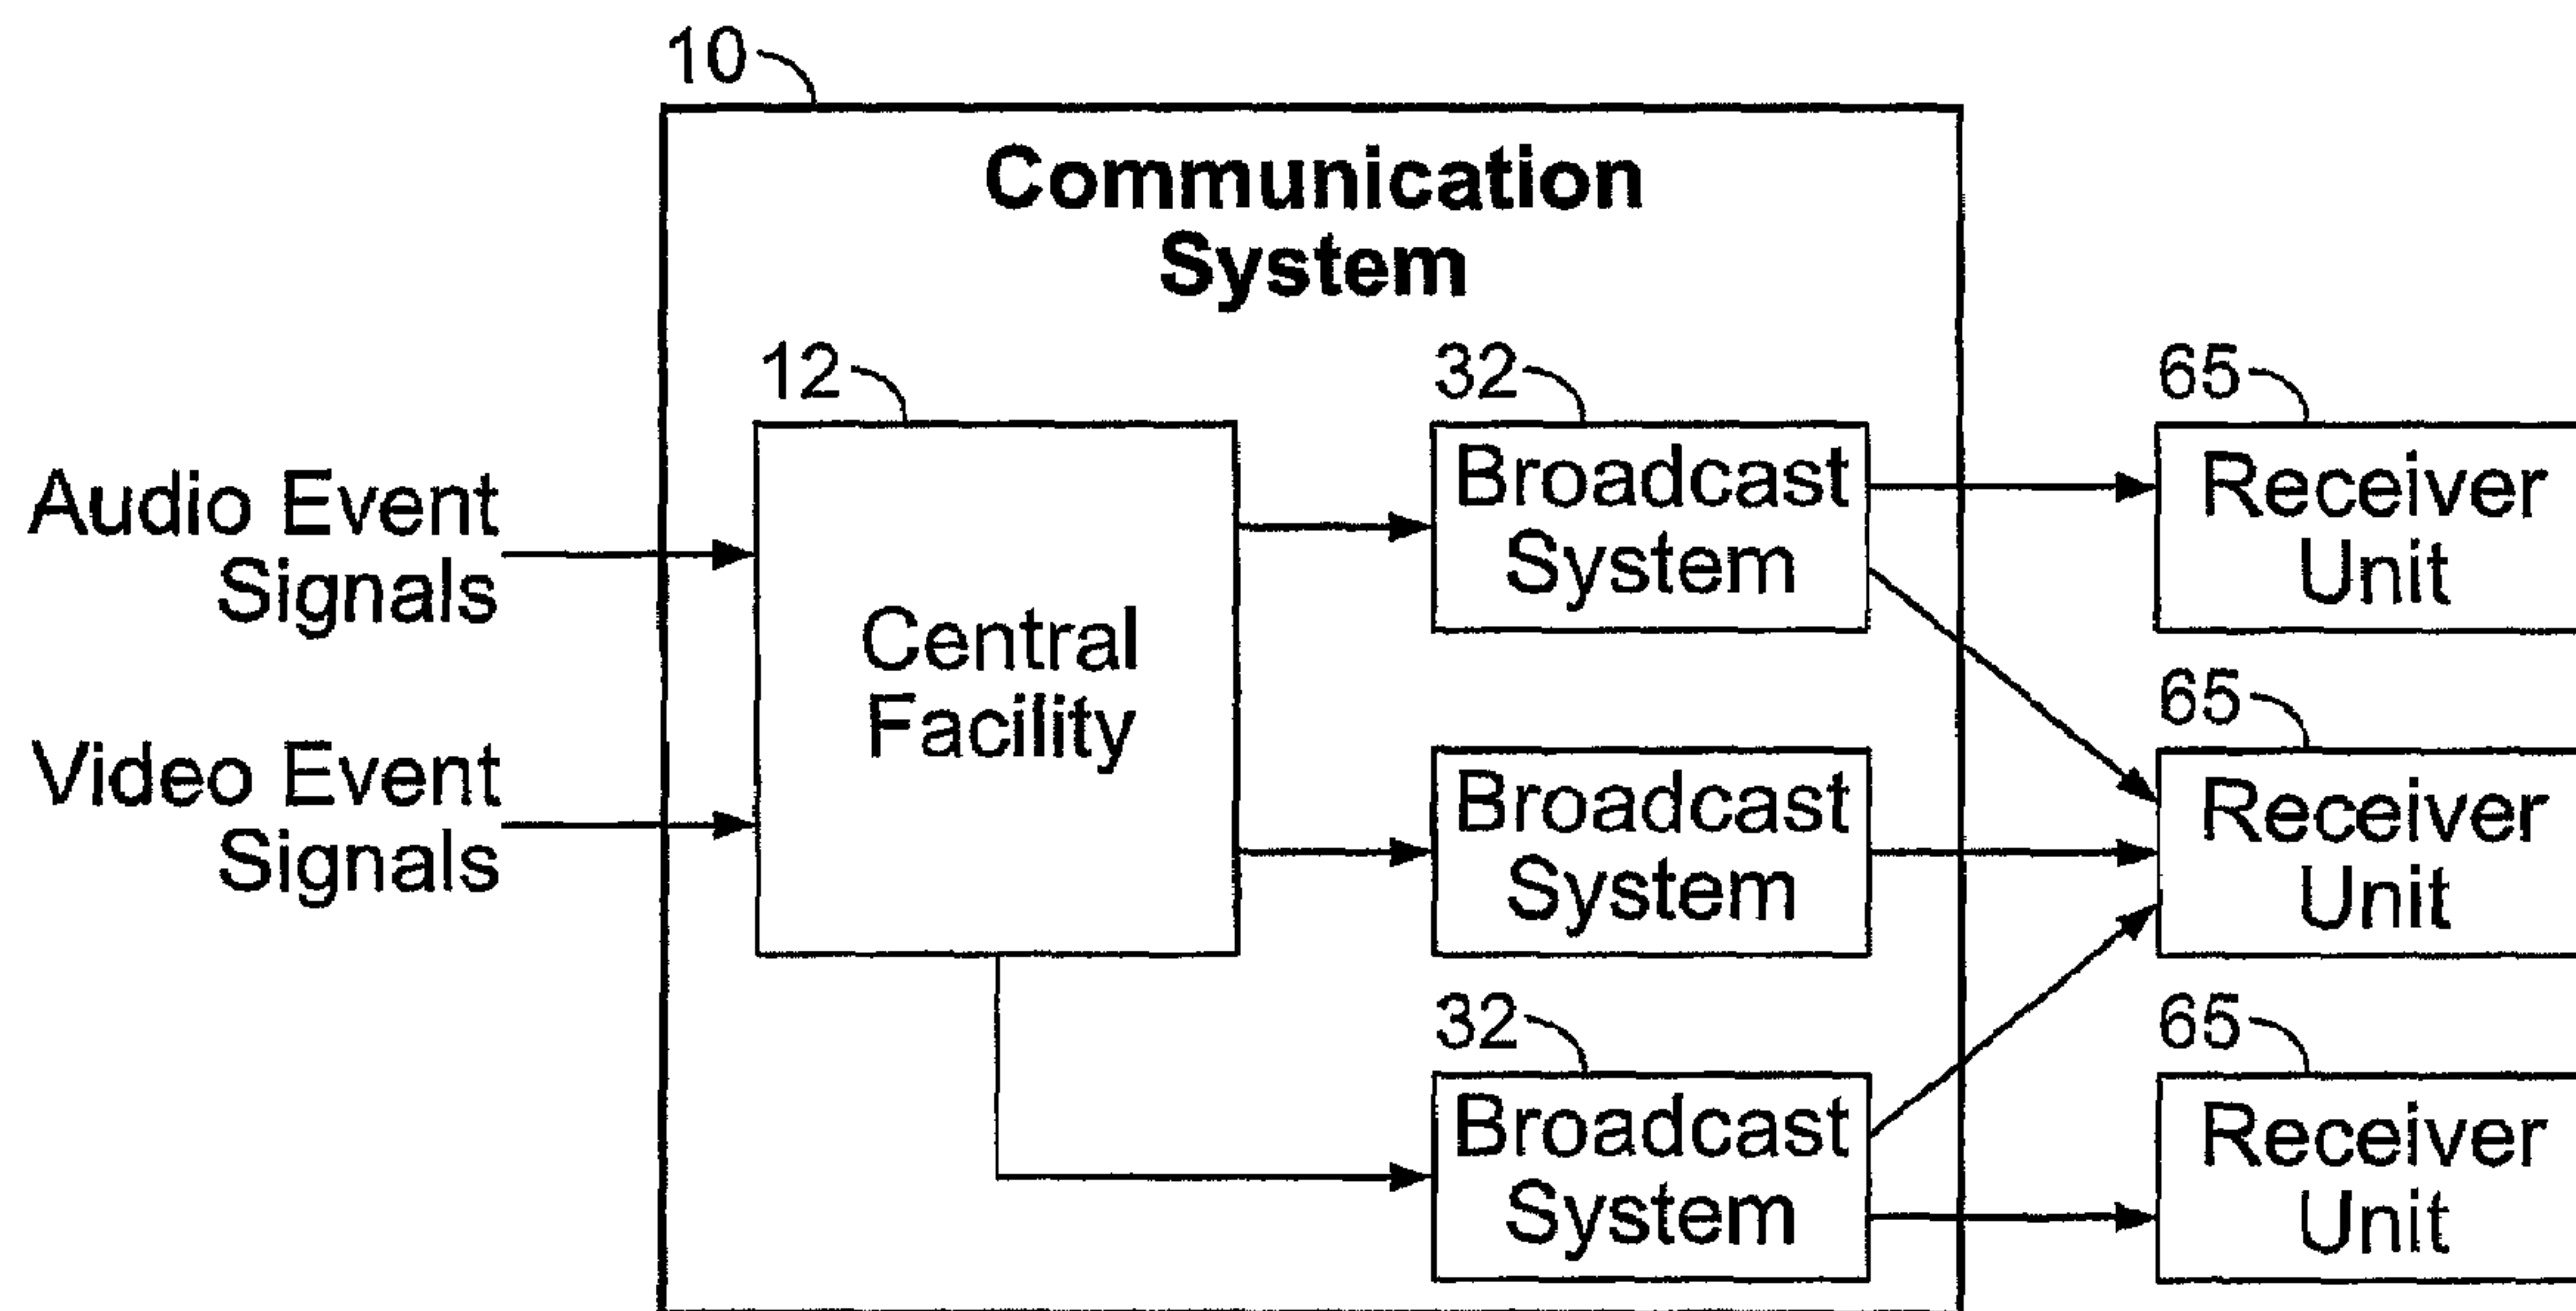 10
Communication
System
12
32
65
Audio Event
Signals
Central
Facility
Broadcast
System
Receiver
Unit
65
Video Event
Signals
Broadcast
System
Receiver
Unit
32
65
Broadcast
System
Receiver
Unit